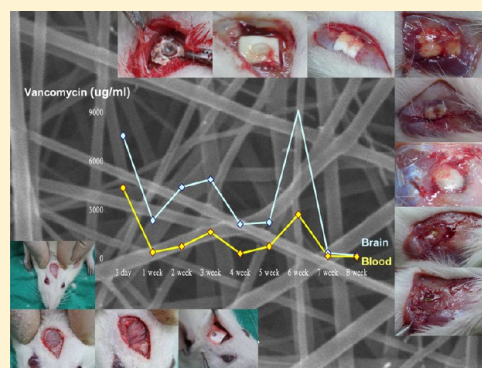 Vancomycin (ug/ml)
9000
6000
3000
0
3 day 1 week 2 week 3 week 4 week 5 week 6 week 7 week 8 week
Brain
Blood